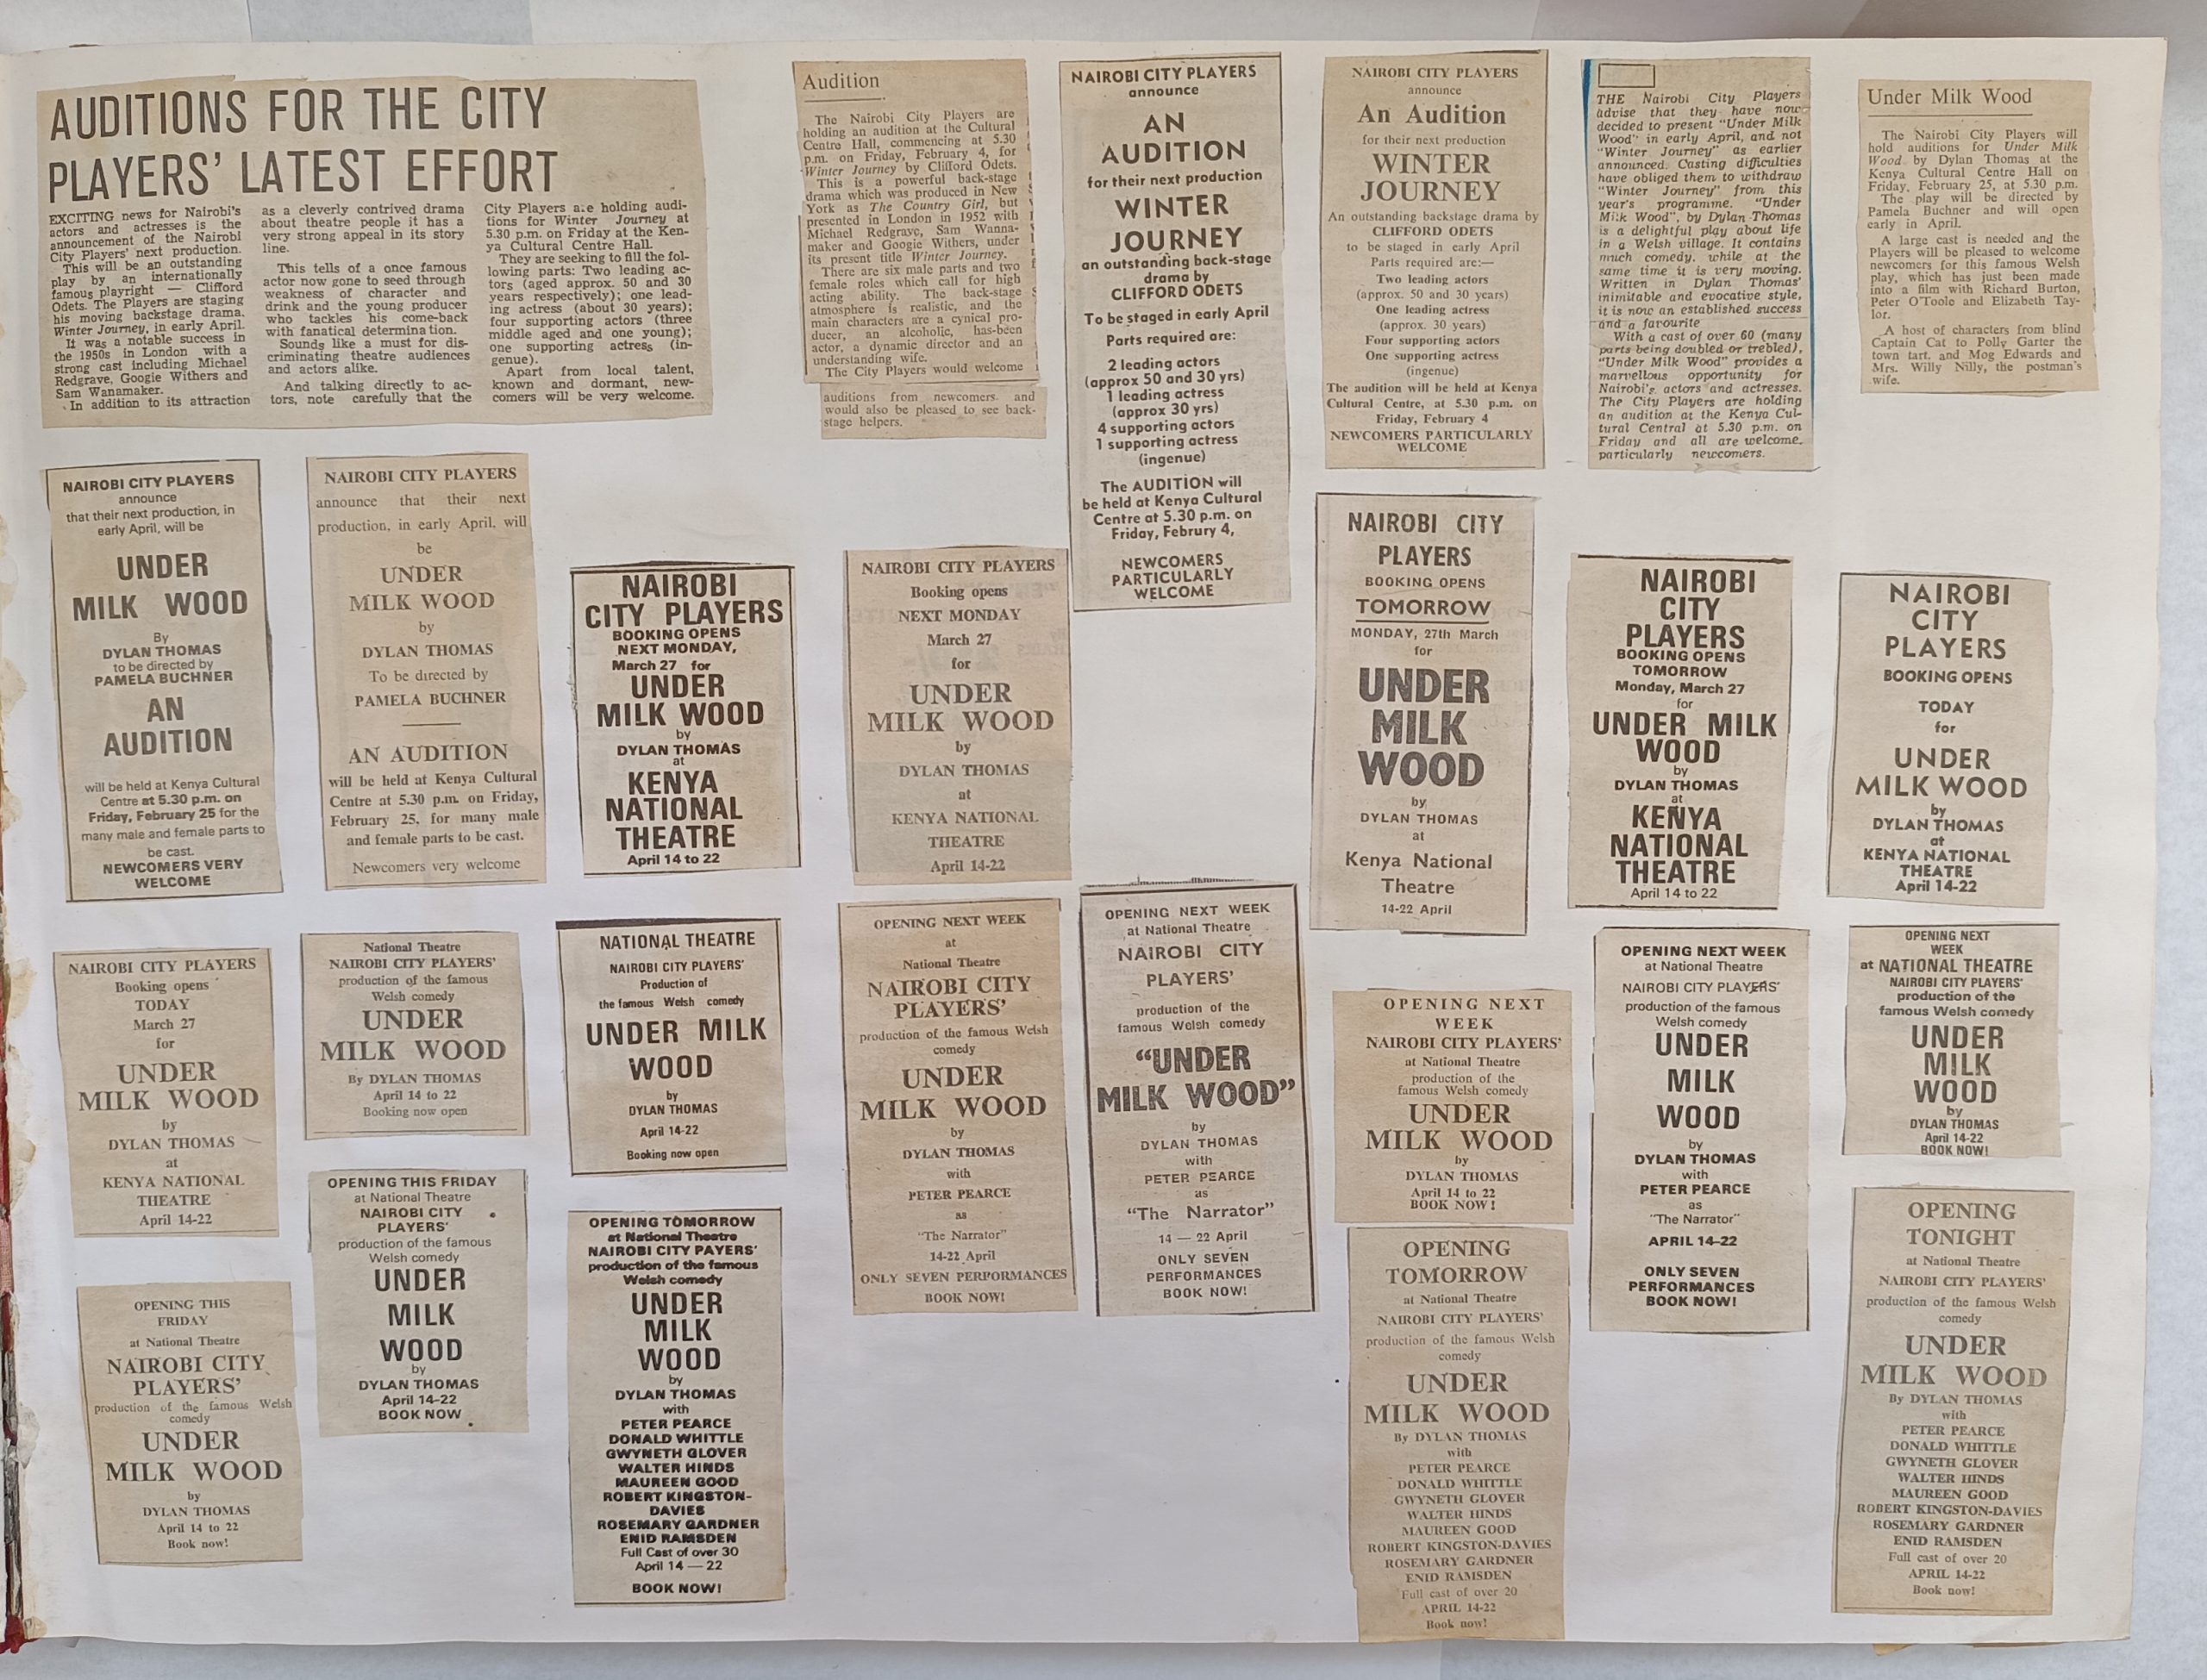 AUDITIONS FOR THE CITY
PLAYERS' LATEST EFFORT
EXCITING news for Nairobi's
actors and actresses is the
announcement of the Nairobi
City Players' next production.
This will be an outstanding
play by an internationally
famous playright — Clifford
Odets. The Players are staging
his moving backstage drama,
Winter Journey, in early April.
It was a notable success in
the 1950s in London with a
strong cast including Michael
Redgrave, Googie Withers and
Sam Wanamaker.
In addition to its attraction
as a cleverly contrived drama
about theatre people it has a
very strong appeal in its story
line.
This tells of a once famous
actor now gone to seed through
weakness of character and
drink and the young producer
who tackles his come-back
with fanatical determination.
Sounds like a must for dis-
criminating theatre audiences
and actors alike.
And talking directly to ac-
tors, note carefully that the
City Players are holding audi-
tions for Winter Journey at
5.30 p.m. on Friday at the Ken-
ya Cultural Centre Hall.
They are seeking to fill the fol-
lowing parts: Two leading ac-
tors (aged approx. 50 and 30
years respectively); one lead-
ing actress (about 30 years);
four supporting actors (three
middle aged and one young);
one supporting actress (in-
genue).
Apart from local talent,
known and dormant, new-
comers will be very welcome.
Audition
The Nairobi City Players are
holding an audition at the Cultural
Centre Hall, commencing at 5.30
p.m. on Friday, February 4, for
Winter Journey by Clifford Odets.
This is a powerful back-stage
drama which was produced in New
York as The Country Girl, but
presented in London in 1952 with
Michael Redgrave, Sam Wanna-
maker and Googie Withers, under
its present title Winter Journey.
There are six male parts and two
female roles which call for high
acting ability. The back-stage
atmosphere is realistic, and the
main characters are a cynical pro-
ducer, an alcoholic, has-been
actor, a dynamic director and an
understanding wife.
The City Players would welcome
auditions from newcomers and
would also be pleased to see back-
stage helpers.
NAIROBI CITY PLAYERS
announce
AN
AUDITION
for their next production
WINTER
JOURNEY
an outstanding back-stage
drama by
CLIFFORD ODETS
To be staged in early April
Parts required are:
2 leading actors
(approx 50 and 30 yrs)
1 leading actress
(approx 30 yrs)
4 supporting actors
1 supporting actress
(ingenue)
The AUDITION will
be held at Kenya Cultural
Centre at 5.30 p.m. on
Friday, Februry 4,
NEWCOMERS
PARTICULARLY
WELCOME
NAIROBI CITY PLAYERS
announce
An Audition
for their next production
WINTER
JOURNEY
An outstanding backstage drama by
CLIFFORD ODETS
to be staged in early April
Parts required are:—
Two leading actors
(approx. 50 and 30 years)
One leading actress
(approx. 30 years)
Four supporting actors
One supporting actress
(ingenue)
The audition will be held at Kenya
Cultural Centre, at 5.30 p.m. on
Friday, February 4
NEWCOMERS PARTICULARLY
WELCOME
THE Nairobi City Players
advise that they have now
decided to present "Under Milk
Wood" in early April, and not
"Winter Journey" as earlier
announced. Casting difficulties
have obliged them to withdraw
"Winter Journey" from this
year's programme. "Under
Milk Wood", by Dylan Thomas
is a delightful play about life
in a Welsh village. It contains
much comedy, while at the
same time it is very moving.
Written in Dylan Thomas'
inimitable and evocative style,
it is now an established success
and a favourite
With a cast of over 60 (many
parts being doubled or trebled),
"Under Milk Wood" provides a
marvellous opportunity for
Nairobi's actors and actresses.
The City Players are holding
an audition at the Kenya Cul-
tural Central at 5.30 p.m. on
Friday and all are welcome,
particularly newcomers.
Under Milk Wood
The Nairobi City Players will
hold auditions for Under Milk
Wood by Dylan Thomas at the
Kenya Cultural Centre Hall on
Friday, February 25, at 5.30 p.m.
The play will be directed by
Pamela Buchner and will open
early in April.
A large cast is needed and the
Players will be pleased to welcome
newcomers for this famous Welsh
play, which has just been made
into a film with Richard Burton,
Peter O'Toole and Elizabeth Tay-
lor.
A host of characters from blind
Captain Cat to Polly Garter the
town tart, and Mog Edwards and
Mrs. Willy Nilly, the postman's
wife.
NAIROBI CITY PLAYERS
announce
that their next production, in
early April, will be
UNDER
MILK WOOD
By
DYLAN THOMAS
to be directed by
PAMELA BUCHNER
AN
AUDITION
will be held at Kenya Cultural
Centre at 5.30 p.m. on
Friday, February 25 for the
many male and female parts to
be cast.
NEWCOMERS VERY
WELCOME
NAIROBI CITY PLAYERS
announce that their next
production, in early April, will
be
UNDER
MILK WOOD
by
DYLAN THOMAS
To be directed by
PAMELA BUCHNER
AN AUDITION
will be held at Kenya Cultural
Centre at 5.30 p.m. on Friday,
February 25, for many male
and female parts to be cast.
Newcomers very welcome
NAIROBI
CITY PLAYERS
BOOKING OPENS
NEXT MONDAY,
March 27 for
UNDER
MILK WOOD
by
DYLAN THOMAS
at
KENYA
NATIONAL
THEATRE
April 14 to 22
NAIROBI CITY PLAYERS
Booking opens
NEXT MONDAY
March 27
for
UNDER
MILK WOOD
by
DYLAN THOMAS
at
KENYA NATIONAL
THEATRE
April 14-22
NAIROBI CITY
PLAYERS
BOOKING OPENS
TOMORROW
MONDAY, 27th March
for
UNDER
MILK
WOOD
by
DYLAN THOMAS
at
Kenya National
Theatre
14-22 April
NAIROBI
CITY
PLAYERS
BOOKING OPENS
TOMORROW
Monday, March 27
for
UNDER MILK
WOOD
by
DYLAN THOMAS
at
KENYA
NATIONAL
THEATRE
April 14 to 22
NAIROBI
CITY
PLAYERS
BOOKING OPENS
TODAY
for
UNDER
MILK WOOD
by
DYLAN THOMAS
at
KENYA NATIONAL
THEATRE
April 14-22
NAIROBI CITY PLAYERS
Booking opens
TODAY
March 27
for
UNDER
MILK WOOD
by
DYLAN THOMAS
at
KENYA NATIONAL
THEATRE
April 14-22
National Theatre
NAIROBI CITY PLAYERS'
production of the famous
Welsh comedy
UNDER
MILK WOOD
By DYLAN THOMAS
April 14 to 22
Booking now open
NATIONAL THEATRE
NAIROBI CITY PLAYERS'
Production of
the famous Welsh comedy
UNDER MILK
WOOD
by
DYLAN THOMAS
April 14-22
Booking now open
OPENING NEXT WEEK
at
National Theatre
NAIROBI CITY
PLAYERS'
production of the famous Welsh
comedy
UNDER
MILK WOOD
by
DYLAN THOMAS
with
PETER PEARCE
as
"The Narrator"
14-22 April
ONLY SEVEN PERFORMANCES
BOOK NOW!
OPENING NEXT WEEK
at National Theatre
NAIROBI CITY
PLAYERS'
production of the
famous Welsh comedy
"UNDER
MILK WOOD"
by
DYLAN THOMAS
with
PETER PEARCE
as
"The Narrator"
14 — 22 April
ONLY SEVEN
PERFORMANCES
BOOK NOW!
OPENING NEXT
WEEK
NAIROBI CITY PLAYERS'
at National Theatre
production of the
famous Welsh comedy
UNDER
MILK WOOD
by
DYLAN THOMAS
April 14 to 22
BOOK NOW!
OPENING NEXT WEEK
at National Theatre
NAIROBI CITY PLAYERS'
production of the famous
Welsh comedy
UNDER
MILK
WOOD
by
DYLAN THOMAS
with
PETER PEARCE
as
"The Narrator"
APRIL 14-22
ONLY SEVEN
PERFORMANCES
BOOK NOW!
OPENING NEXT
WEEK
at NATIONAL THEATRE
NAIROBI CITY PLAYERS'
production of the
famous Welsh comedy
UNDER
MILK
WOOD
by
DYLAN THOMAS
April 14-22
BOOK NOW!
OPENING THIS
FRIDAY
at National Theatre
NAIROBI CITY
PLAYERS'
production of the famous Welsh
comedy
UNDER
MILK WOOD
by
DYLAN THOMAS
April 14 to 22
Book now!
OPENING THIS FRIDAY
at National Theatre
NAIROBI CITY
PLAYERS'
production of the famous
Welsh comedy
UNDER
MILK
WOOD
by
DYLAN THOMAS
April 14-22
BOOK NOW
OPENING TOMORROW
at National Theatre
NAIROBI CITY PAYERS'
production of the famous
Welsh comedy
UNDER
MILK
WOOD
by
DYLAN THOMAS
with
PETER PEARCE
DONALD WHITTLE
GWYNETH GLOVER
WALTER HINDS
MAUREEN GOOD
ROBERT KINGSTON-
DAVIES
ROSEMARY GARDNER
ENID RAMSDEN
Full Cast of over 30
April 14 — 22
BOOK NOW!
OPENING
TOMORROW
at National Theatre
NAIROBI CITY PLAYERS'
production of the famous Welsh
comedy
UNDER
MILK WOOD
By DYLAN THOMAS
with
PETER PEARCE
DONALD WHITTLE
GWYNETH GLOVER
WALTER HINDS
MAUREEN GOOD
ROBERT KINGSTON-DAVIES
ROSEMARY GARDNER
ENID RAMSDEN
Full cast of over 20
APRIL 14-22
Book now!
OPENING
TONIGHT
at National Theatre
NAIROBI CITY PLAYERS'
production of the famous Welsh
comedy
UNDER
MILK WOOD
By DYLAN THOMAS
with
PETER PEARCE
DONALD WHITTLE
GWYNETH GLOVER
WALTER HINDS
MAUREEN GOOD
ROBERT KINGSTON-DAVIES
ROSEMARY GARDNER
ENID RAMSDEN
Full cast of over 20
APRIL 14-22
Book now!